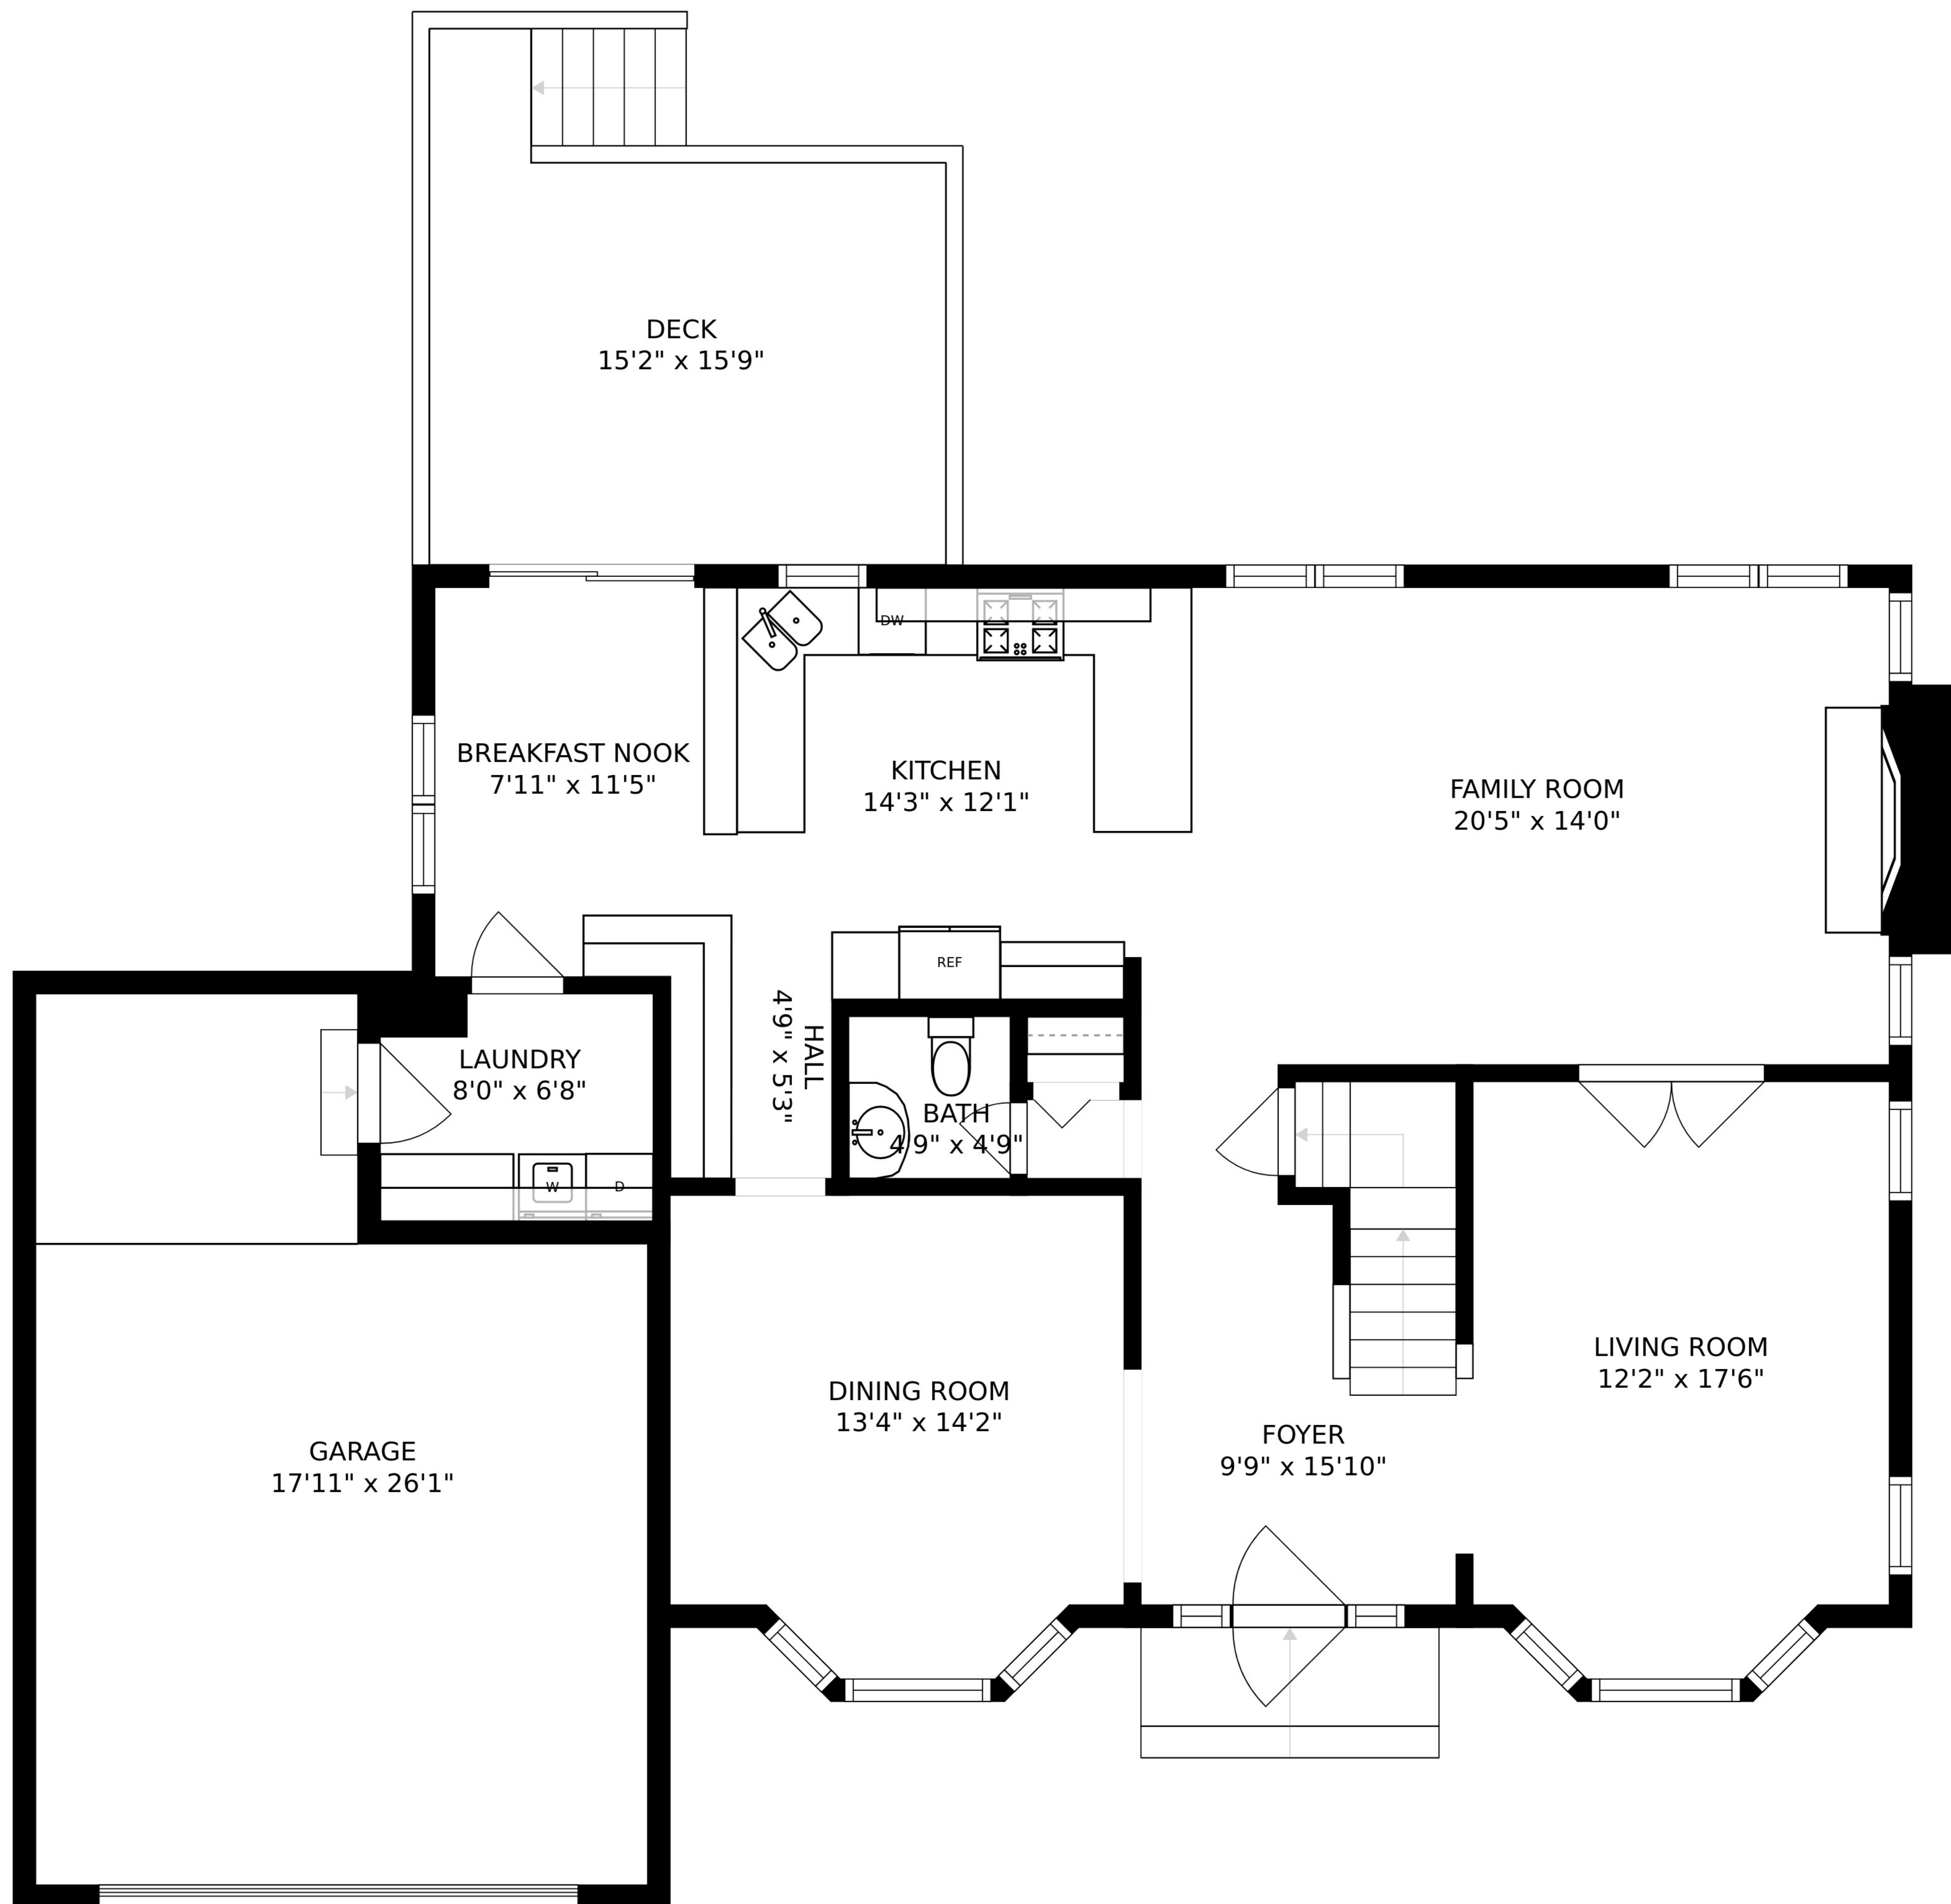 DECK
15'2" x 15'9"
DW
BREAKFAST NOOK
7'11" x 11'5"
KITCHEN
14'3" x 12'1"
FAMILY ROOM
20'5" x 14'0"
REF
HALL
4'9" x 5'3"
LAUNDRY
8'0" x 6'8"
BATH
4'9" x 4'9"
W
D
DINING ROOM
13'4" x 14'2"
LIVING ROOM
12'2" x 17'6"
FOYER
9'9" x 15'10"
GARAGE
17'11" x 26'1"